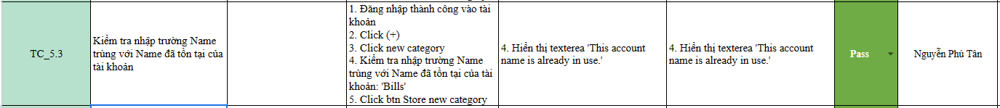 TC_5.3
Kiểm tra nhập trường Name
trùng với Name đã tồn tại của
tài khoản
1. Đăng nhập thành công vào tài
khoản
2. Click (+)
3. Click new category
4. Kiểm tra nhập trường Name
trùng với Name đã tồn tại của tài
khoản: 'Bills'
5. Click btn Store new category
4. Hiển thị texterea 'This account
name is already in use.'
4. Hiển thị texterea 'This account
name is already in use.'
Pass
Nguyễn Phú Tân